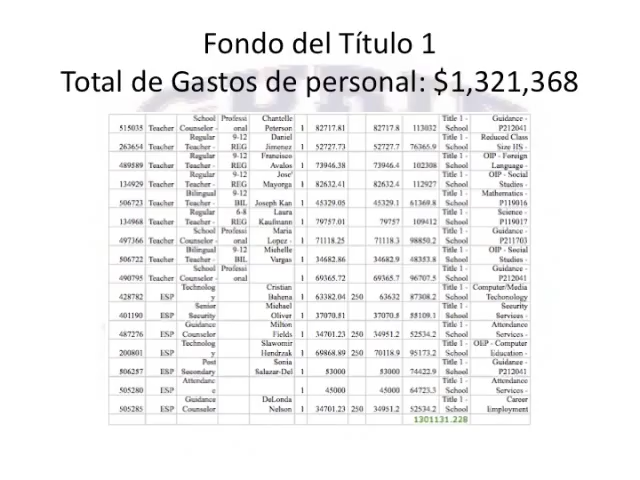 Fondo del Título 1
Total de Gastos de personal: $1,321,368
School Professi Chantelle Title 1 - Guidance -
515035 Teacher Counselor - onal Peterson 1 82717.81 82717.8 113032 School P212041
Regular 9-12 Daniel Title 1 - Reduced Class
263654 Teacher Teacher - REG Jimenez 1 52727.73 52727.7 76365.9 School Size HS -
Regular 9-12 Francisco Title 1 - OIP - Foreign
489589 Teacher Teacher - REG Avalos 1 73946.38 73946.4 102308 School Language -
Regular 9-12 Jose' Title 1 - OIP - Social
134929 Teacher Teacher - REG Mayorga 1 82632.41 82632.4 112927 School Studies -
Bilingual 9-12 Title 1 - Mathematics -
506723 Teacher Teacher - BIL Joseph Kan 1 45329.05 45329.1 61369.8 School P119016
Regular 6-8 Laura Title 1 - Science -
134968 Teacher Teacher - REG Kaufmann 1 79757.01 79757 109412 School P119017
School Professi Maria Title 1 - Guidance -
497366 Teacher Counselor - onal Lopez - 1 71118.25 71118.3 98850.2 School P211703
Bilingual 9-12 Michelle Title 1 - OIP - Social
506722 Teacher Teacher - BIL Vargas 1 34682.86 34682.9 48353.8 School Studies -
School Professi Title 1 - Guidance -
490795 Teacher Counselor - onal 1 69365.72 69365.7 96707.5 School P212041
Technolog Cristian Title 1 - Computer/Media
428782 ESP y Bahena 1 63382.04 250 63632 87308.2 School Techonology
Senior Michael Title 1 - Security
401190 ESP Security Oliver 1 37070.51 37070.5 55109.1 School Services -
Guidance Milton Title 1 - Attendance
487276 ESP Counselor Fields 1 34701.23 250 34951.2 52534.2 School Services -
Technolog Slawomir Title 1 - OEP - Computer
200801 ESP y Hendrzak 1 69868.89 250 70118.9 95173.2 School Education -
Post Sonia Title 1 - Guidance -
506257 ESP Secondary Salazar-Del 1 53000 53000 74422.9 School P212041
Attendanc Title 1 - Attendance
505280 ESP e 1 45000 45000 64723.3 School Services -
Guidance DeLonda Title 1 - Career
505285 ESP Counselor Nelson 1 34701.23 250 34951.2 52534.2 School Employment
1301131.228